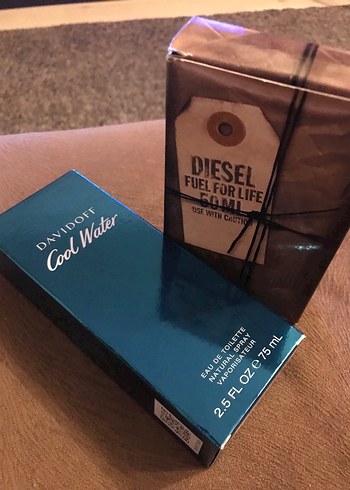 DIESEL
FUEL FOR LIFE
50 ML
USE WITH CAUTION
DAVIDOFF
Cool Water
EAU DE TOILETTE
NATURAL SPRAY
VAPORISATEUR
2.5 FL OZ ℮ 75 mL